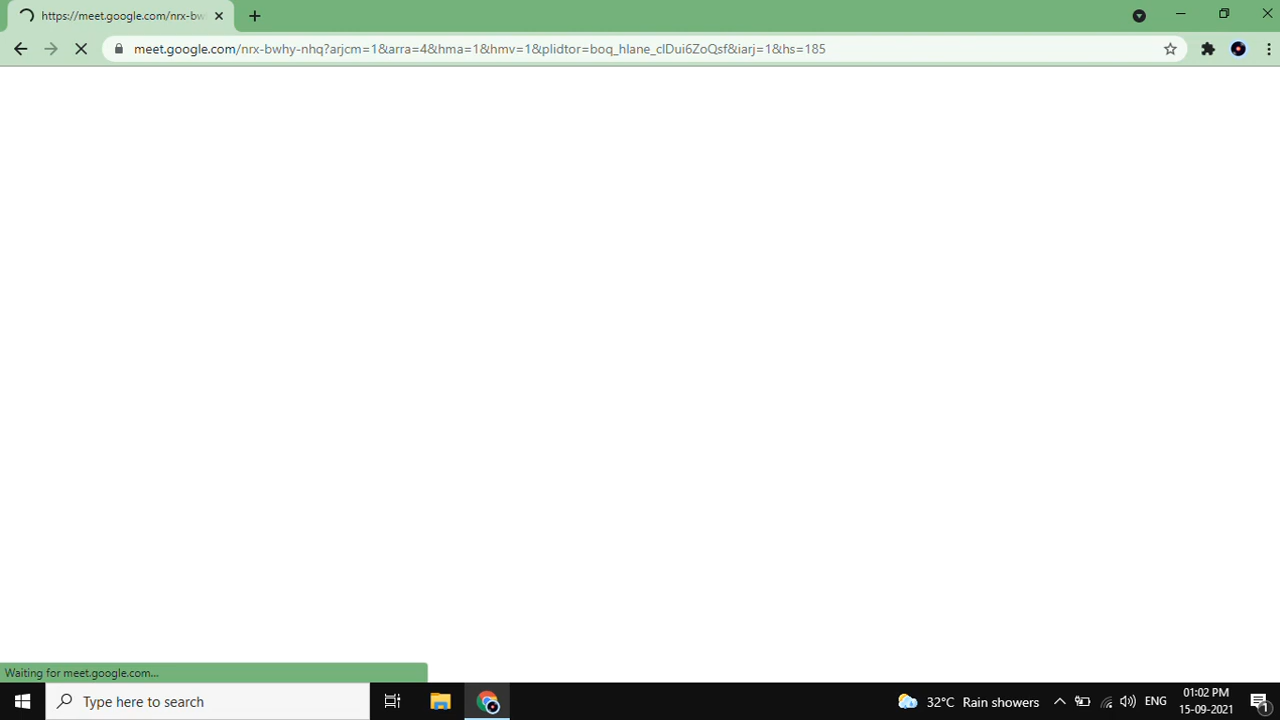 https://meet.google.com/nrx-bw
meet.google.com/nrx-bwhy-nhq?arjcm=1&arra=4&hma=1&hmv=1&plidtor=boq_hlane_clDui6ZoQsf&iarj=1&hs=185
Waiting for meet.google.com...
Type here to search
32°C Rain showers
ENG
01:02 PM
15-09-2021
1